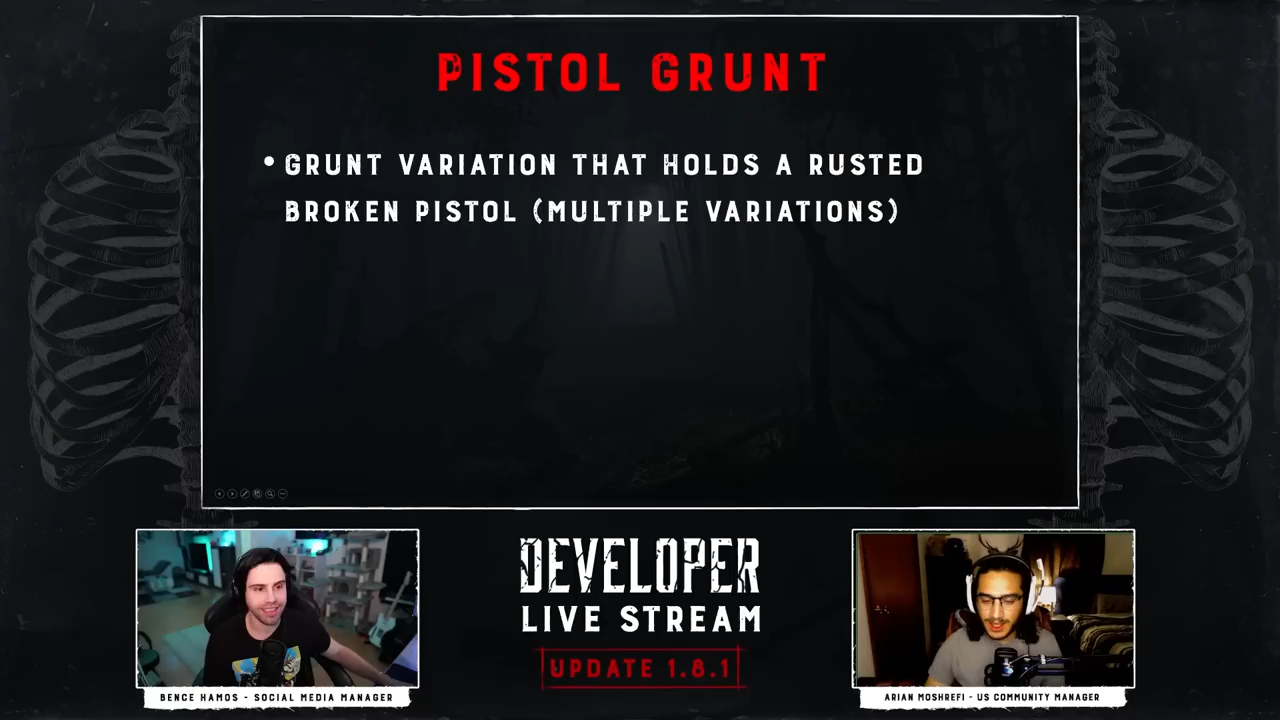 PISTOL GRUNT
• GRUNT VARIATION THAT HOLDS A RUSTED
BROKEN PISTOL (MULTIPLE VARIATIONS)
DEVELOPER
LIVE STREAM
UPDATE 1.8.1
BENCE HAMOS - SOCIAL MEDIA MANAGER
ARIAN MOSHREFI - US COMMUNITY MANAGER